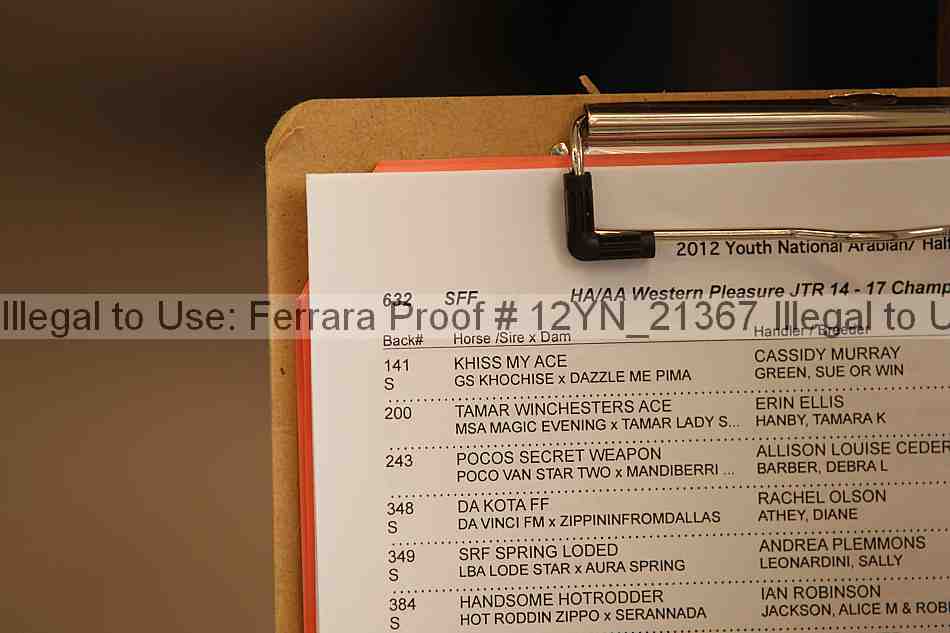 2012 Youth National Arabian/ Half
632 SFF HA/AA Western Pleasure JTR 14 - 17 Champ
Illegal to Use: Ferrara Proof # 12YN_21367 Illegal to U
Back# Horse /Sire x Dam Handler / Breeder
141 KHISS MY ACE CASSIDY MURRAY
S GS KHOCHISE x DAZZLE ME PIMA GREEN, SUE OR WIN
200 TAMAR WINCHESTERS ACE ERIN ELLIS
MSA MAGIC EVENING x TAMAR LADY S... HANBY, TAMARA K
243 POCOS SECRET WEAPON ALLISON LOUISE CEDER
POCO VAN STAR TWO x MANDIBERRI ... BARBER, DEBRA L
348 DA KOTA FF RACHEL OLSON
S DA VINCI FM x ZIPPININFROMDALLAS ATHEY, DIANE
349 SRF SPRING LODED ANDREA PLEMMONS
S LBA LODE STAR x AURA SPRING LEONARDINI, SALLY
384 HANDSOME HOTRODDER IAN ROBINSON
S HOT RODDIN ZIPPO x SERANNADA JACKSON, ALICE M & ROB